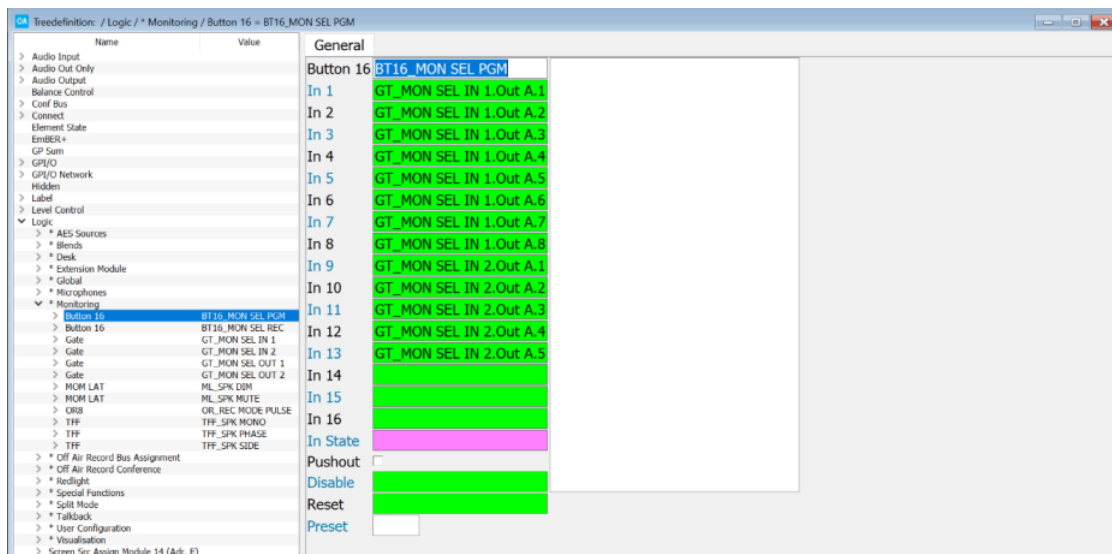 OA Treedefinition: / Logic / * Monitoring / Button 16 = BT16_MON SEL PGM
Name Value
Audio Input
Audio Out Only
Audio Output
Balance Control
Conf Bus
Connect
Element State
EmBER+
GP Sum
GPI/O
GPI/O Network
Hidden
Label
Level Control
Logic
* AES Sources
* Blends
* Desk
* Extension Module
* Global
* Microphones
* Monitoring
Button 16 BT16_MON SEL PGM
Button 16 BT16_MON SEL REC
Gate GT_MON SEL IN 1
Gate GT_MON SEL IN 2
Gate GT_MON SEL OUT 1
Gate GT_MON SEL OUT 2
MOM LAT ML_SPK DIM
MOM LAT ML_SPK MUTE
OR8 OR_REC MODE PULSE
TFF TFF_SPK MONO
TFF TFF_SPK PHASE
TFF TFF_SPK SIDE
* Off Air Record Bus Assignment
* Off Air Record Conference
* Redlight
* Special Functions
* Split Mode
* Talkback
* User Configuration
* Visualisation
Screen Src Assign Module 14 (Adr. E)
General
Button 16 BT16_MON SEL PGM
In 1 GT_MON SEL IN 1.Out A.1
In 2 GT_MON SEL IN 1.Out A.2
In 3 GT_MON SEL IN 1.Out A.3
In 4 GT_MON SEL IN 1.Out A.4
In 5 GT_MON SEL IN 1.Out A.5
In 6 GT_MON SEL IN 1.Out A.6
In 7 GT_MON SEL IN 1.Out A.7
In 8 GT_MON SEL IN 1.Out A.8
In 9 GT_MON SEL IN 2.Out A.1
In 10 GT_MON SEL IN 2.Out A.2
In 11 GT_MON SEL IN 2.Out A.3
In 12 GT_MON SEL IN 2.Out A.4
In 13 GT_MON SEL IN 2.Out A.5
In 14
In 15
In 16
In State
Pushout
Disable
Reset
Preset